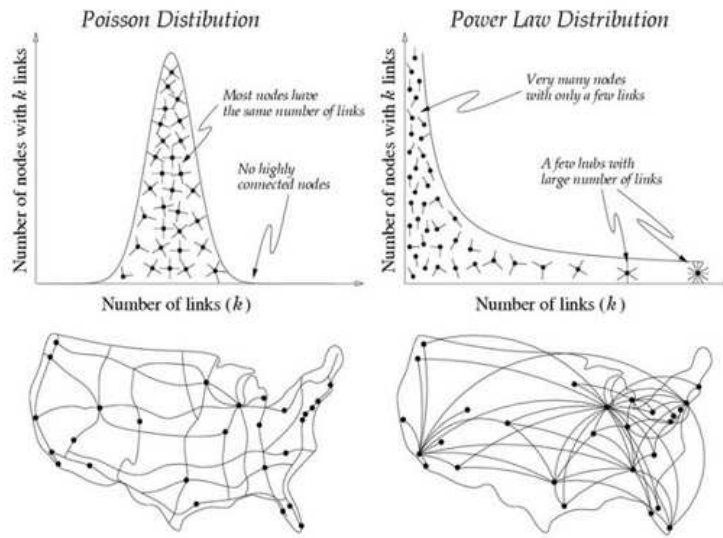 Poisson Distibution
Number of nodes with k links
Most nodes have
the same number of links
No highly
connected nodes
Number of links (k)
Power Law Distribution
Number of nodes with k links
Very many nodes
with only a few links
A few hubs with
large number of links
Number of links (k)